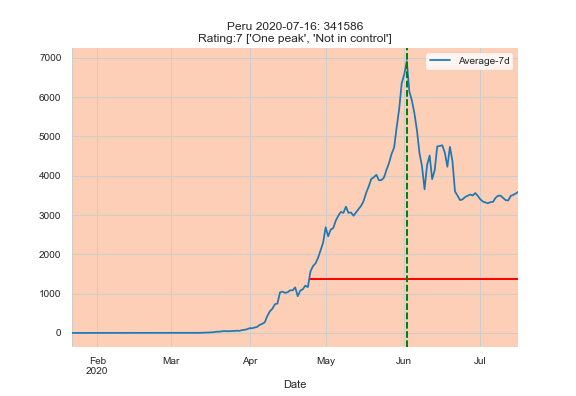 Peru 2020-07-16: 341586
Rating:7 ['One peak', 'Not in control']
Average-7d
7000
6000
5000
4000
3000
2000
1000
0
Feb
2020
Mar
Apr
May
Jun
Jul
Date